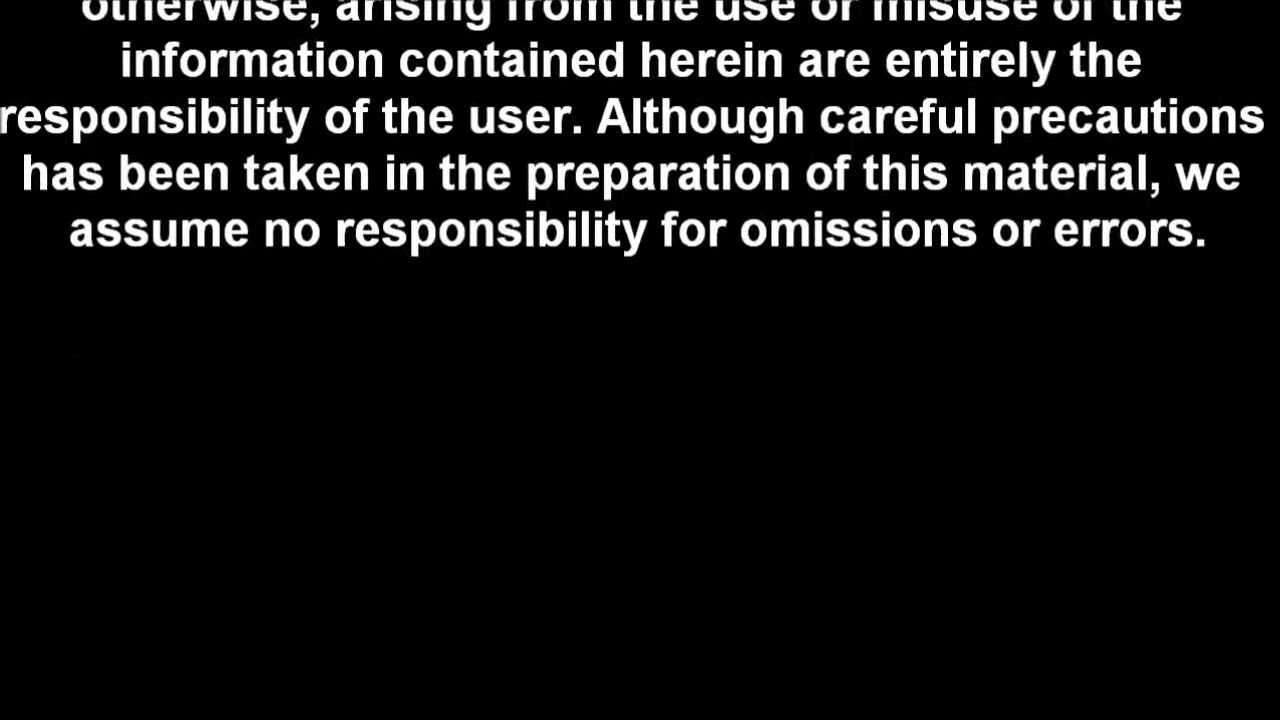 otherwise, arising from the use or misuse of the
information contained herein are entirely the
responsibility of the user. Although careful precautions
has been taken in the preparation of this material, we
assume no responsibility for omissions or errors.